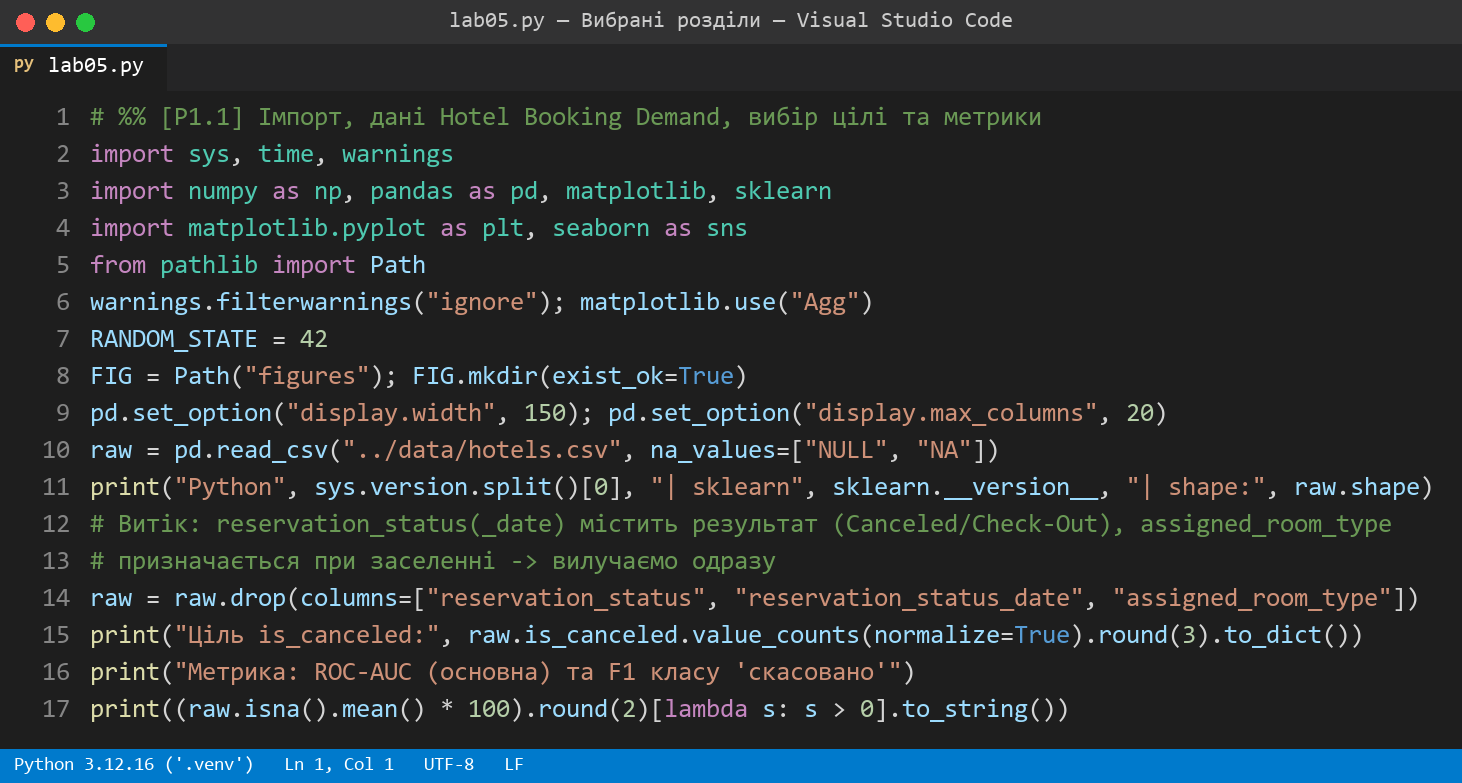 lab05.py — Вибрані розділи — Visual Studio Code
py lab05.py
1 # %% [P1.1] Імпорт, дані Hotel Booking Demand, вибір цілі та метрики
2 import sys, time, warnings
3 import numpy as np, pandas as pd, matplotlib, sklearn
4 import matplotlib.pyplot as plt, seaborn as sns
5 from pathlib import Path
6 warnings.filterwarnings("ignore"); matplotlib.use("Agg")
7 RANDOM_STATE = 42
8 FIG = Path("figures"); FIG.mkdir(exist_ok=True)
9 pd.set_option("display.width", 150); pd.set_option("display.max_columns", 20)
10 raw = pd.read_csv("../data/hotels.csv", na_values=["NULL", "NA"])
11 print("Python", sys.version.split()[0], "| sklearn", sklearn.__version__, "| shape:", raw.shape)
12 # Витік: reservation_status(_date) містить результат (Canceled/Check-Out), assigned_room_type
13 # призначається при заселенні -> вилучаємо одразу
14 raw = raw.drop(columns=["reservation_status", "reservation_status_date", "assigned_room_type"])
15 print("Ціль is_canceled:", raw.is_canceled.value_counts(normalize=True).round(3).to_dict())
16 print("Метрика: ROC-AUC (основна) та F1 класу 'скасовано'")
17 print((raw.isna().mean() * 100).round(2)[lambda s: s > 0].to_string())
Python 3.12.16 ('.venv') Ln 1, Col 1 UTF-8 LF